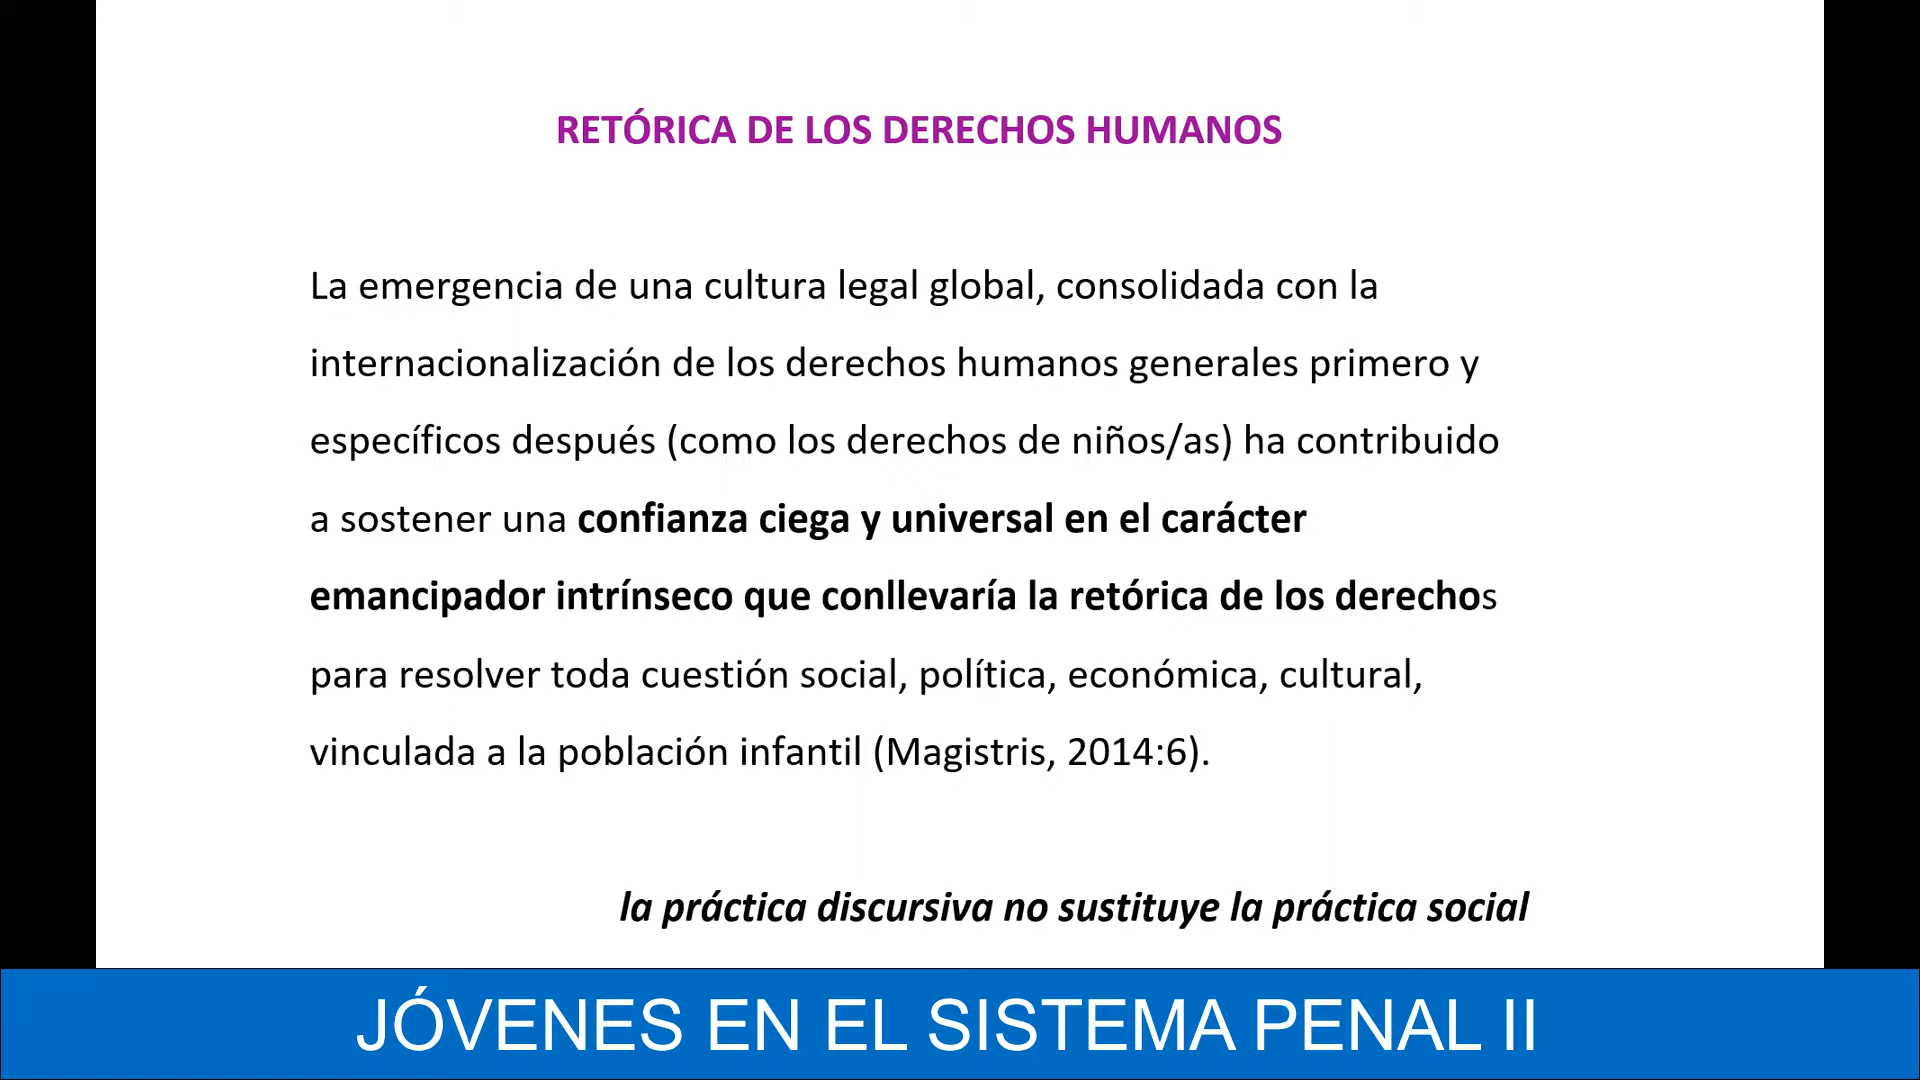 RETÓRICA DE LOS DERECHOS HUMANOS
La emergencia de una cultura legal global, consolidada con la
internacionalización de los derechos humanos generales primero y
específicos después (como los derechos de niños/as) ha contribuido
a sostener una confianza ciega y universal en el carácter
emancipador intrínseco que conllevaría la retórica de los derechos
para resolver toda cuestión social, política, económica, cultural,
vinculada a la población infantil (Magistris, 2014:6).
la práctica discursiva no sustituye la práctica social
JÓVENES EN EL SISTEMA PENAL II